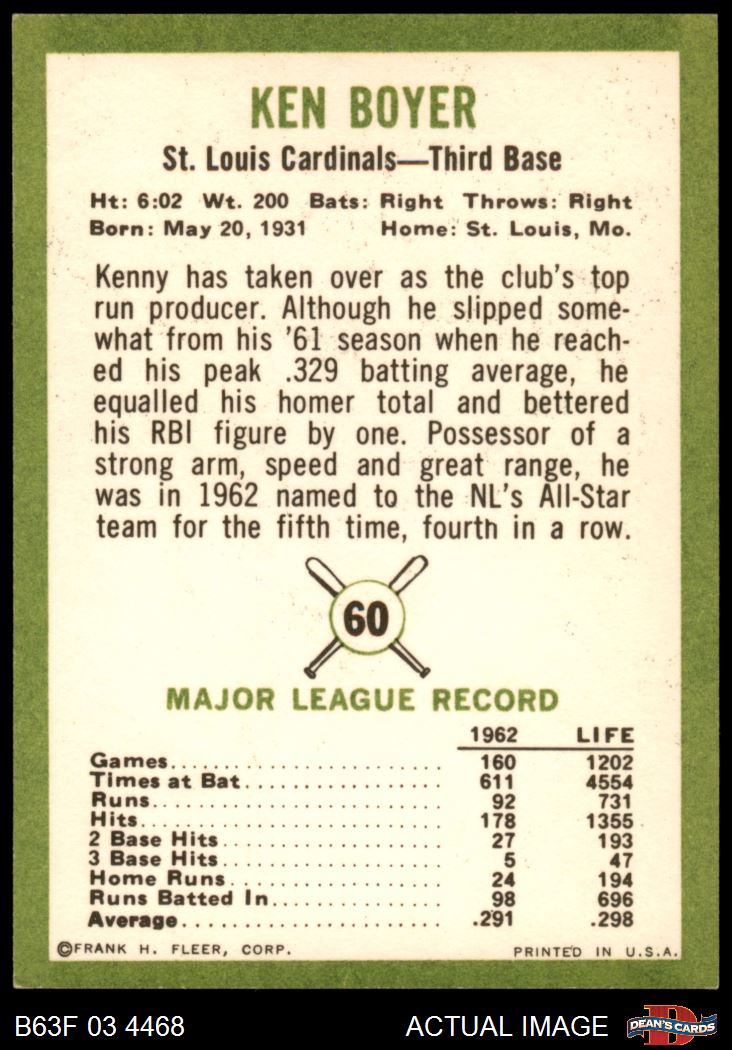 KEN BOYER
St. Louis Cardinals—Third Base
Ht: 6:02 Wt. 200 Bats: Right Throws: Right
Born: May 20, 1931 Home: St. Louis, Mo.
Kenny has taken over as the club's top
run producer. Although he slipped some-
what from his '61 season when he reach-
ed his peak .329 batting average, he
equalled his homer total and bettered
his RBI figure by one. Possessor of a
strong arm, speed and great range, he
was in 1962 named to the NL's All-Star
team for the fifth time, fourth in a row.
60
MAJOR LEAGUE RECORD
1962 LIFE
Games 160 1202
Times at Bat 611 4554
Runs 92 731
Hits 178 1355
2 Base Hits 27 193
3 Base Hits 5 47
Home Runs 24 194
Runs Batted In 98 696
Average .291 .298
©FRANK H. FLEER, CORP. PRINTED IN U.S.A.
B63F 03 4468 ACTUAL IMAGE D DEAN'S CARDS